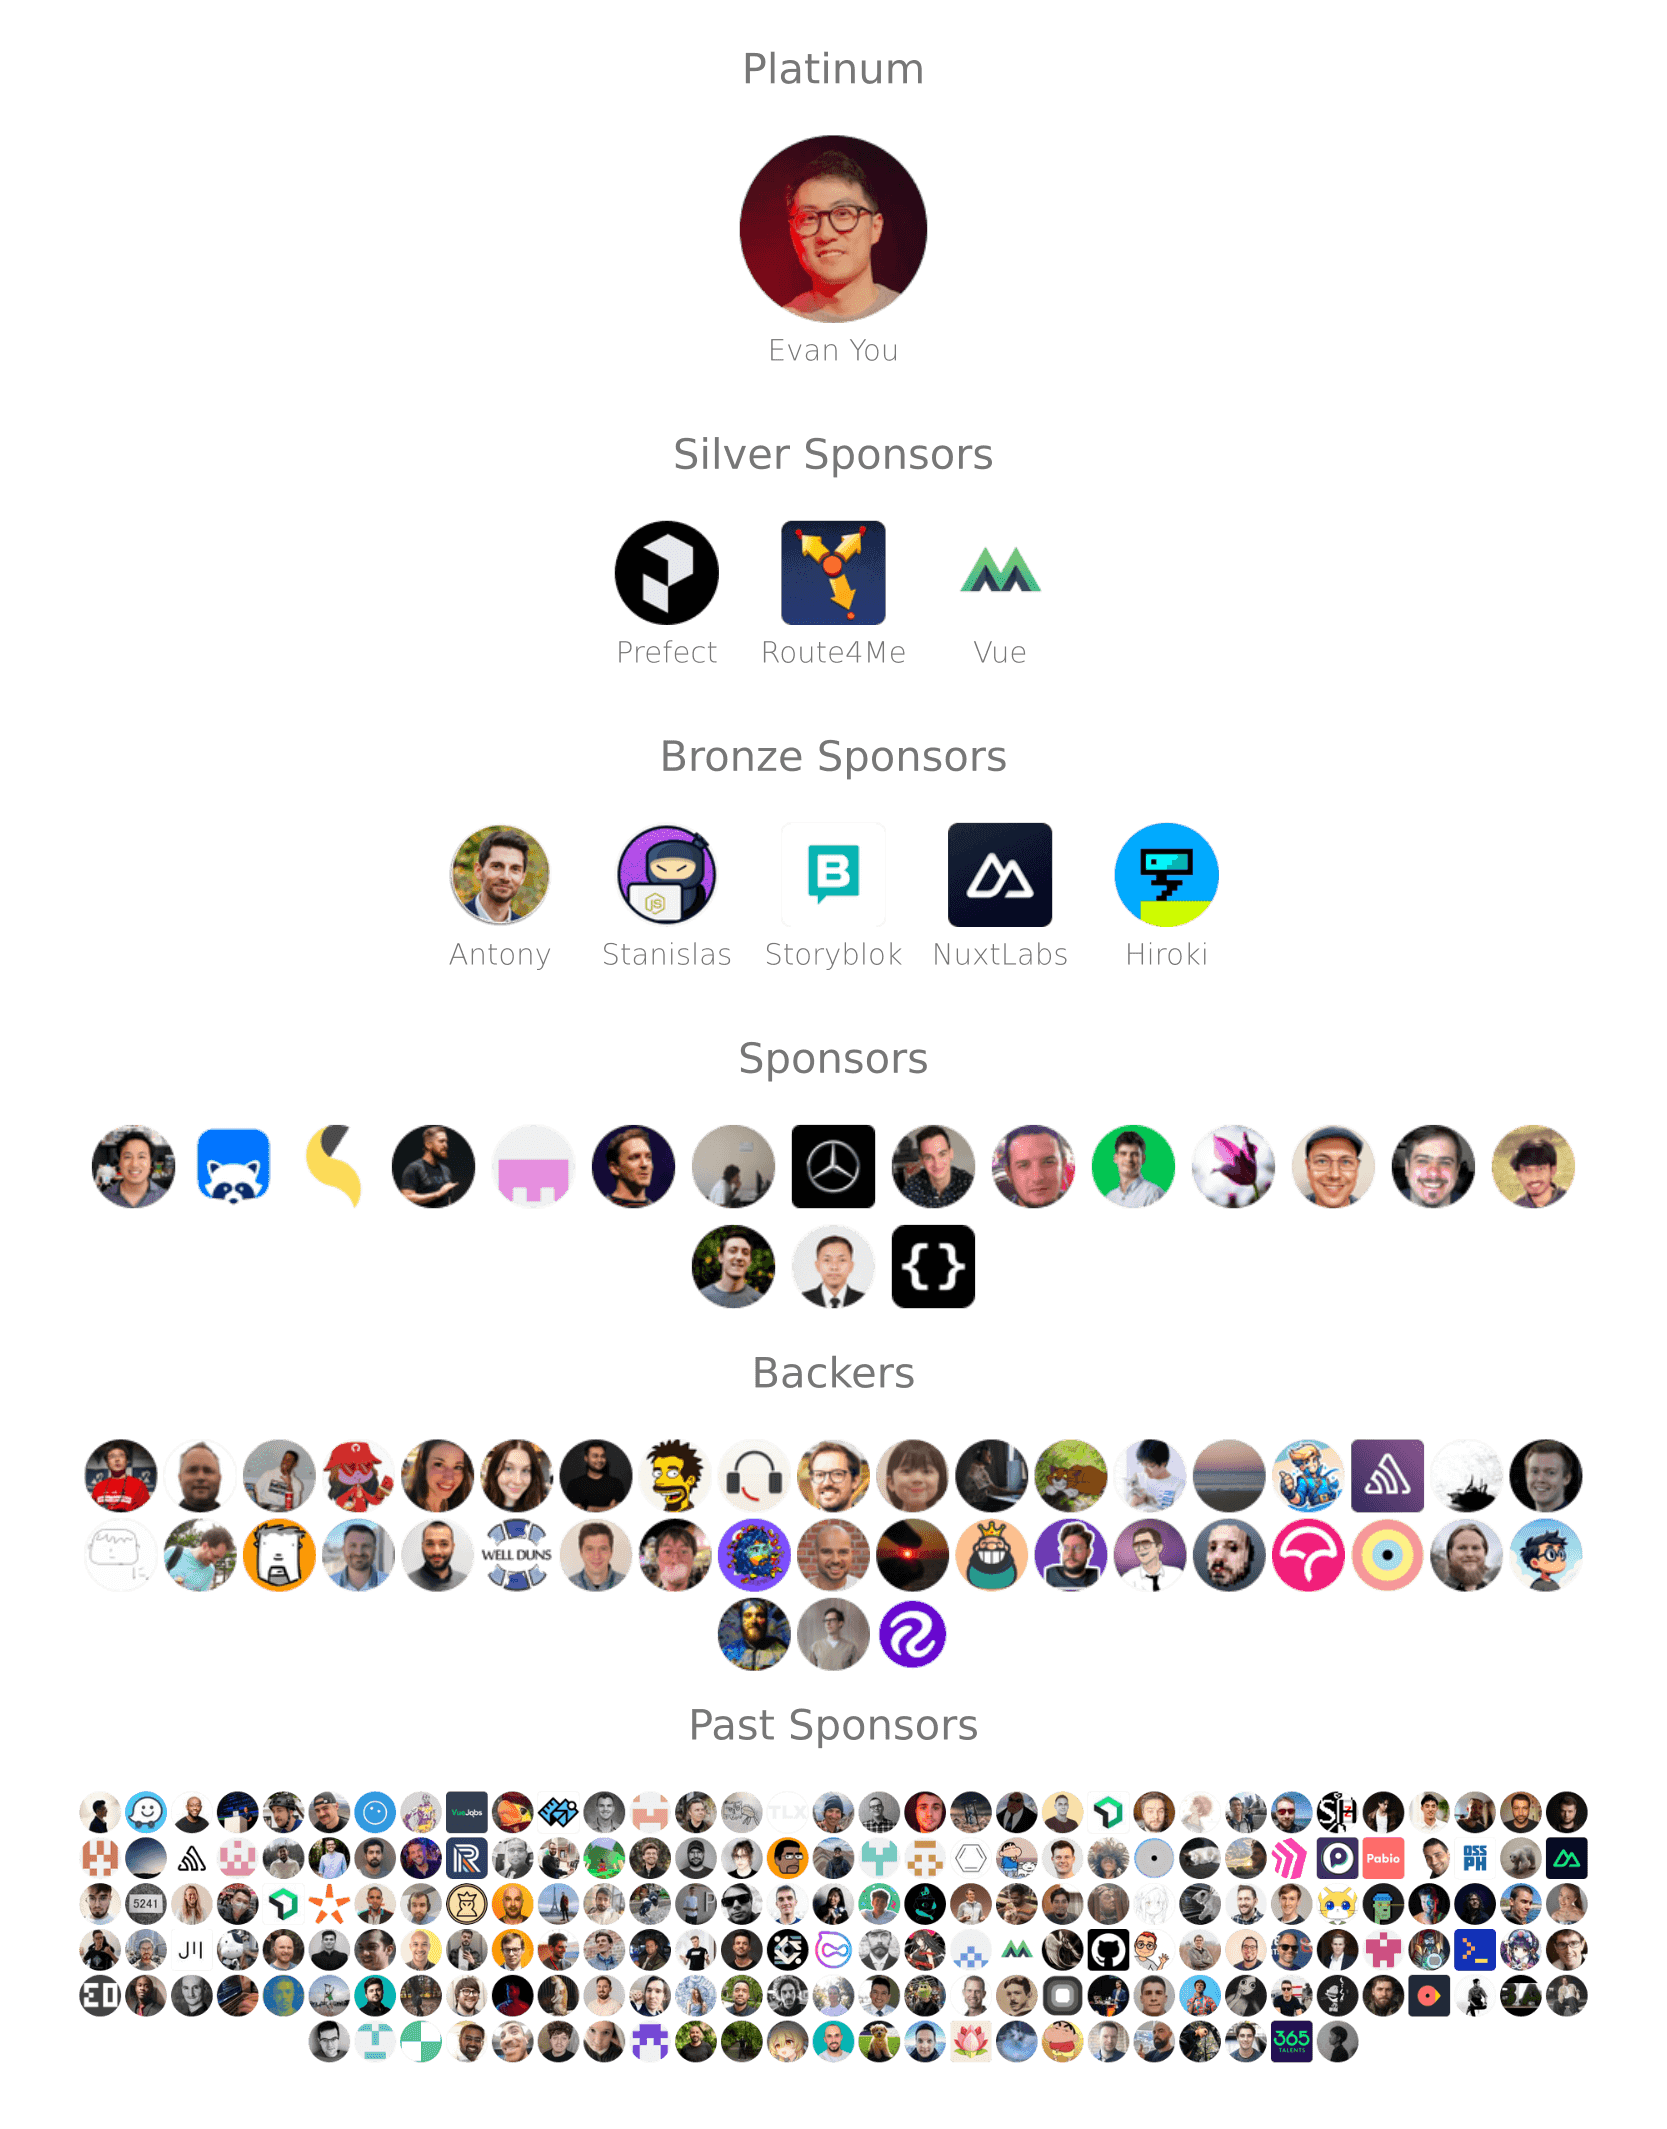 Platinum
Evan You
Silver Sponsors
Prefect Route4Me Vue
Bronze Sponsors
JS
B
Antony Stanislas Storyblok NuxtLabs Hiroki
Sponsors
{}
Backers
WELL DUNS
Past Sponsors
VueJobs
TLX
R
Pabio
OSS
PH
5241
P
365
TALENTS